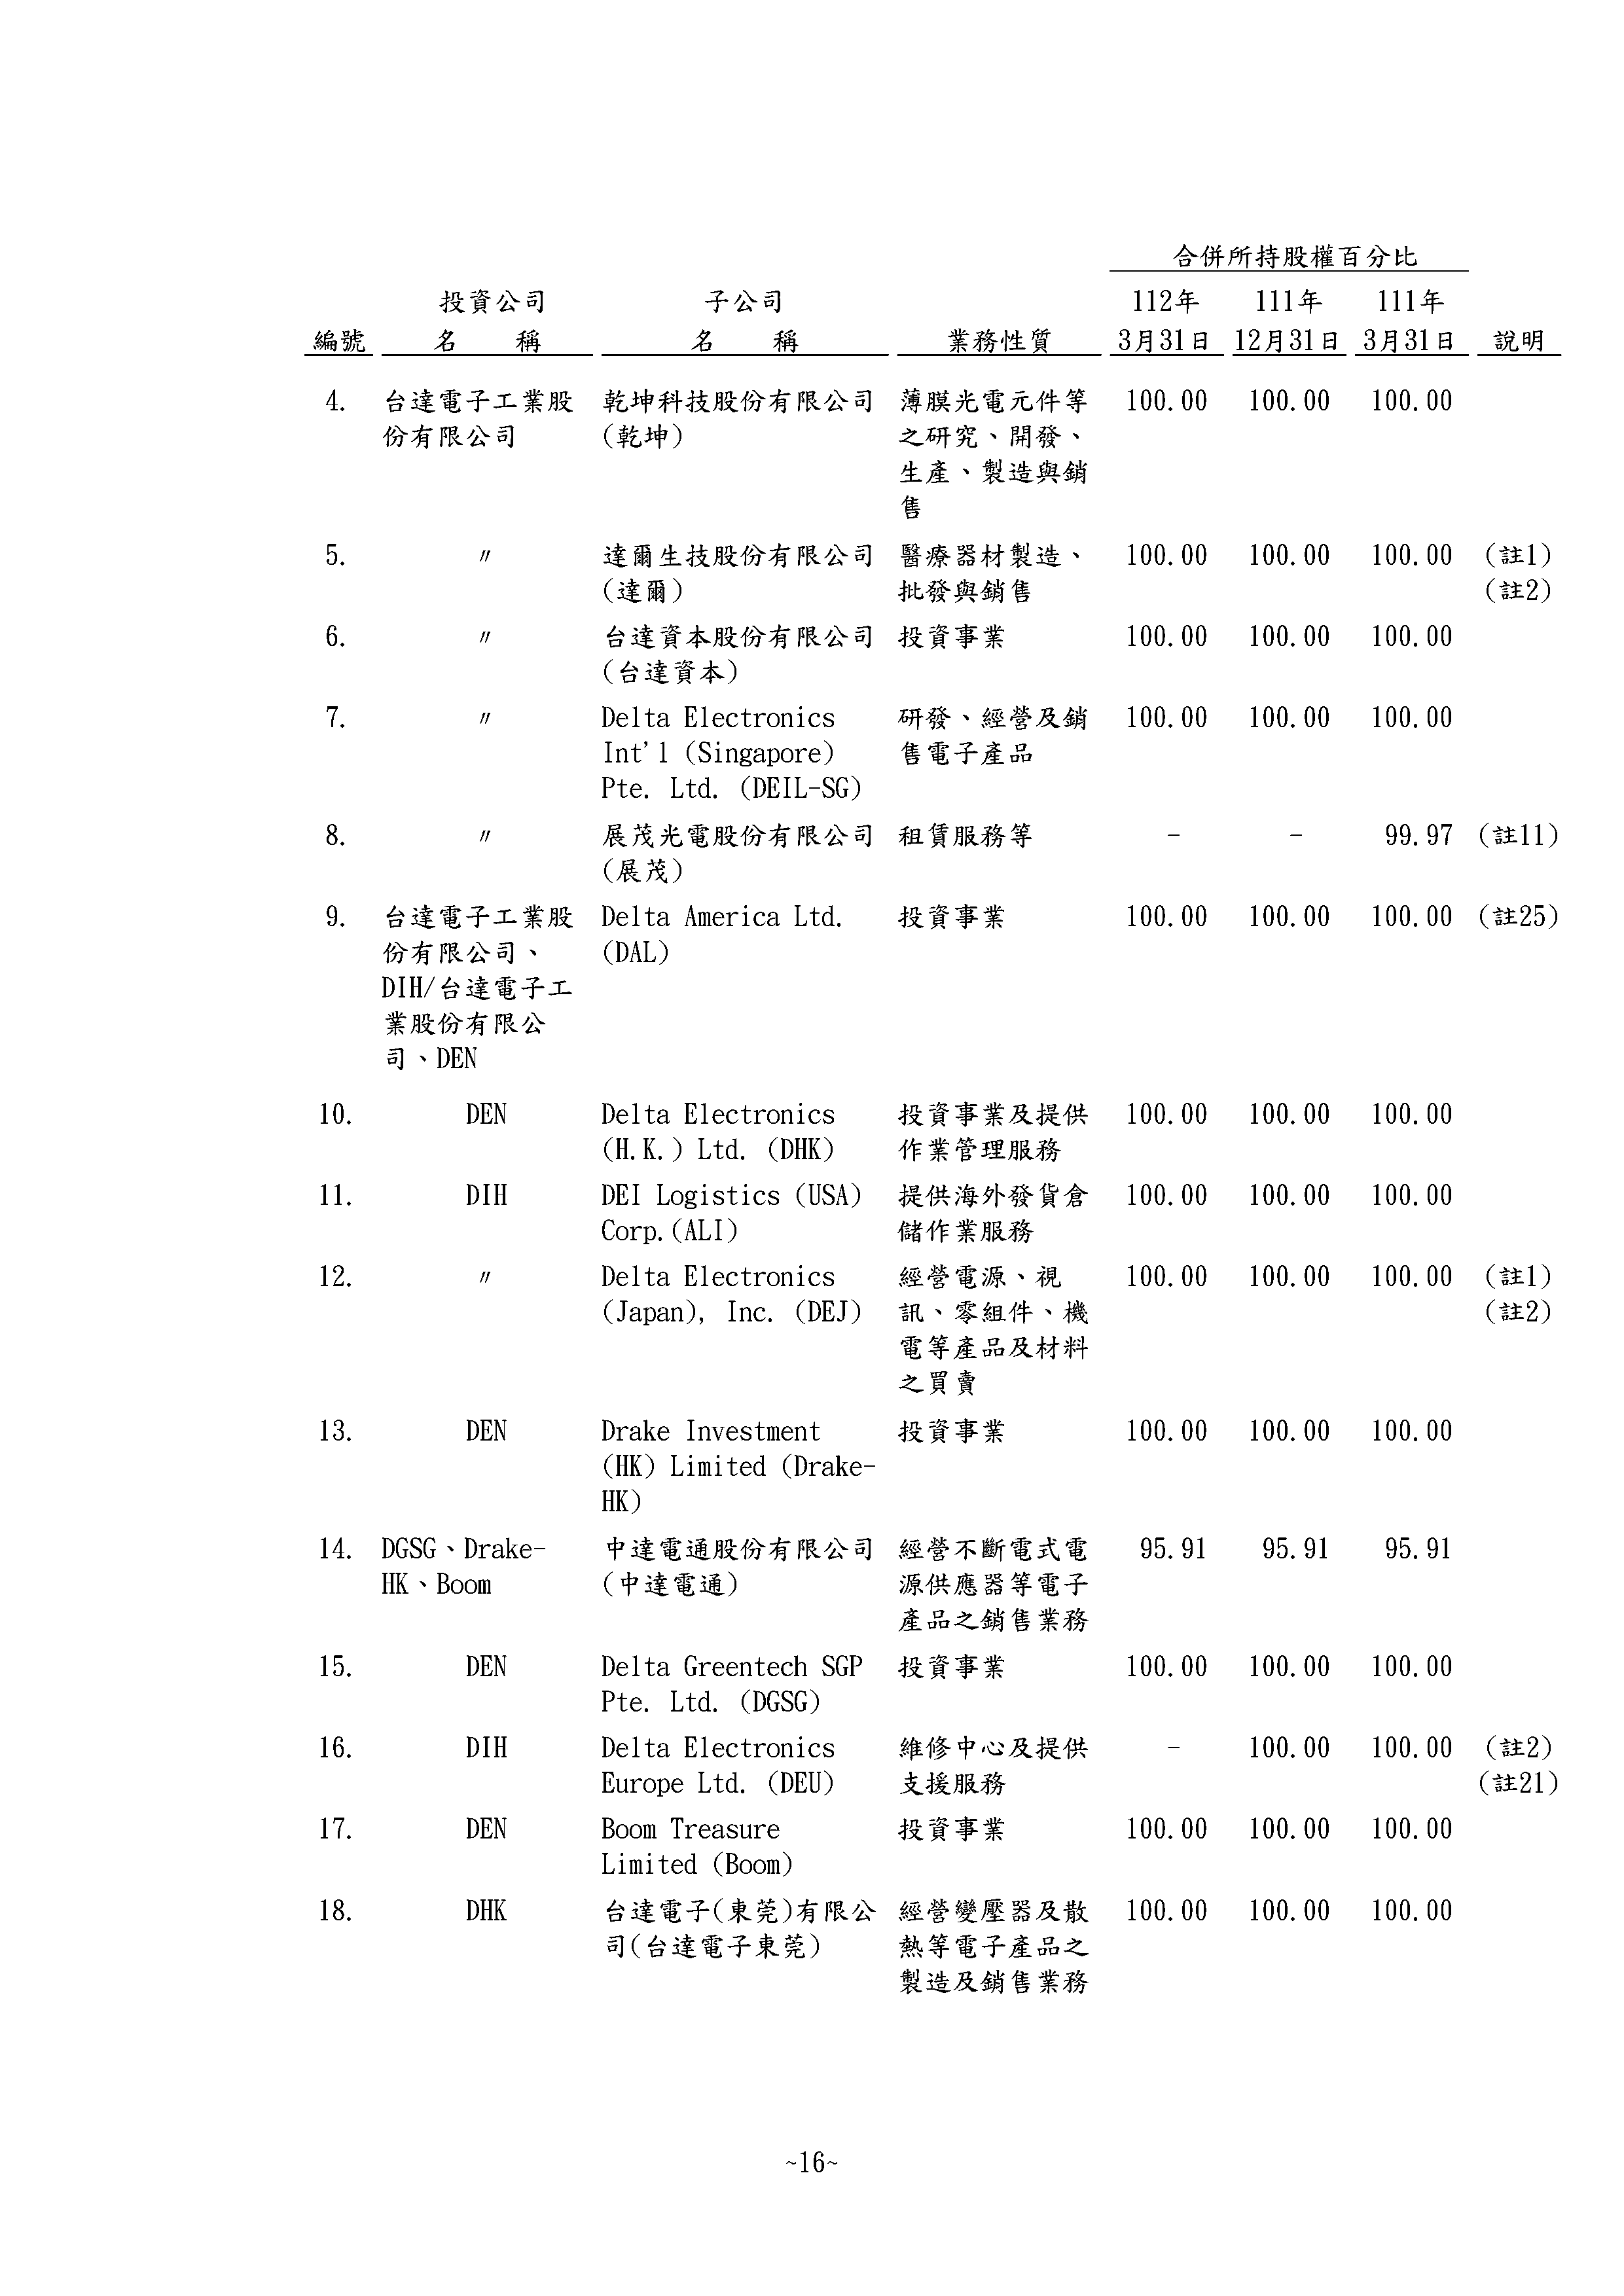 合併所持股權百分比
投資公司 子公司 112年 111年 111年
編號 名 稱 名 稱 業務性質 3月31日 12月31日 3月31日 說明
4. 台達電子工業股 乾坤科技股份有限公司 薄膜光電元件等 100.00 100.00 100.00
份有限公司 (乾坤) 之研究、開發、
生產、製造與銷
售
5. 〃 達爾生技股份有限公司 醫療器材製造、 100.00 100.00 100.00 (註1)
(達爾) 批發與銷售 (註2)
6. 〃 台達資本股份有限公司 投資事業 100.00 100.00 100.00
(台達資本)
7. 〃 Delta Electronics 研發、經營及銷 100.00 100.00 100.00
Int'l (Singapore) 售電子產品
Pte. Ltd. (DEIL-SG)
8. 〃 展茂光電股份有限公司 租賃服務等 - - 99.97 (註11)
(展茂)
9. 台達電子工業股 Delta America Ltd. 投資事業 100.00 100.00 100.00 (註25)
份有限公司、 (DAL)
DIH/台達電子工
業股份有限公
司、DEN
10. DEN Delta Electronics 投資事業及提供 100.00 100.00 100.00
(H.K.) Ltd. (DHK) 作業管理服務
11. DIH DEI Logistics (USA) 提供海外發貨倉 100.00 100.00 100.00
Corp.(ALI) 儲作業服務
12. 〃 Delta Electronics 經營電源、視 100.00 100.00 100.00 (註1)
(Japan), Inc. (DEJ) 訊、零組件、機 (註2)
電等產品及材料
之買賣
13. DEN Drake Investment 投資事業 100.00 100.00 100.00
(HK) Limited (Drake-
HK)
14. DGSG、Drake- 中達電通股份有限公司 經營不斷電式電 95.91 95.91 95.91
HK、Boom (中達電通) 源供應器等電子
產品之銷售業務
15. DEN Delta Greentech SGP 投資事業 100.00 100.00 100.00
Pte. Ltd. (DGSG)
16. DIH Delta Electronics 維修中心及提供 - 100.00 100.00 (註2)
Europe Ltd. (DEU) 支援服務 (註21)
17. DEN Boom Treasure 投資事業 100.00 100.00 100.00
Limited (Boom)
18. DHK 台達電子(東莞)有限公 經營變壓器及散 100.00 100.00 100.00
司(台達電子東莞) 熱等電子產品之
製造及銷售業務
~16~